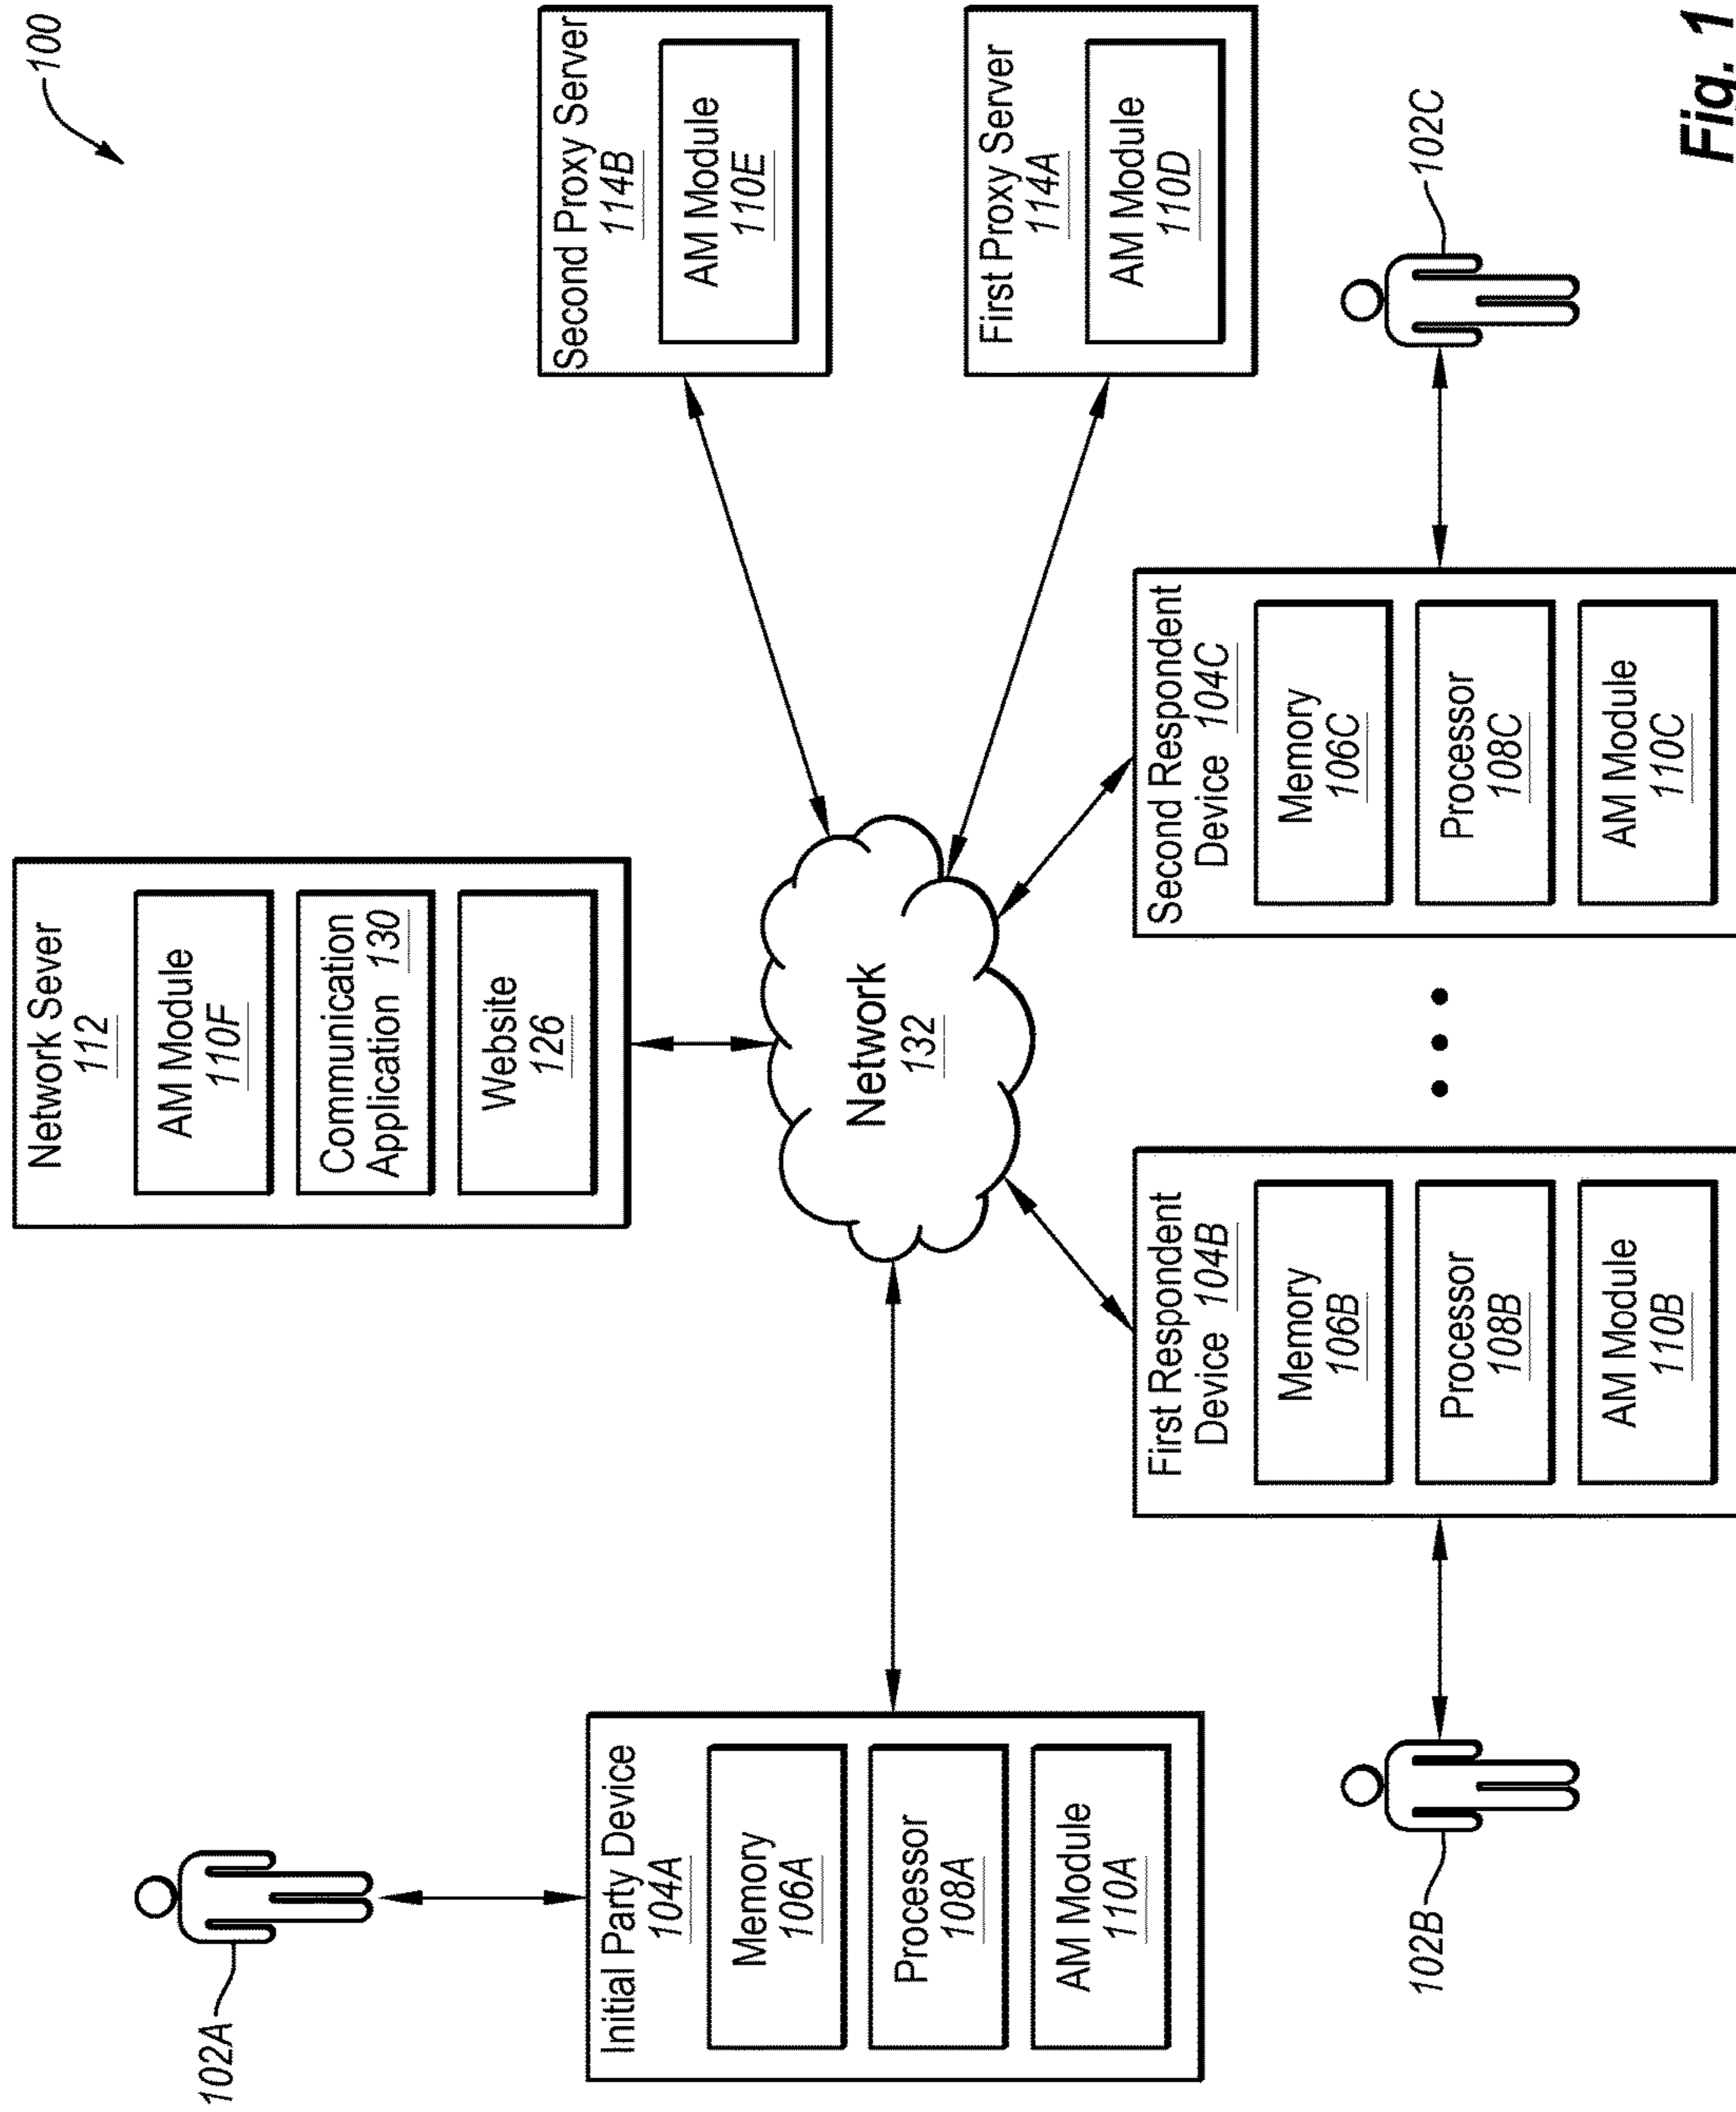 100
Network Sever
112
AM Module
110F
Communication
Application 130
Website
126
102A
Initial Party Device
104A
Memory
106A
Processor
108A
AM Module
110A
Network
132
Second Proxy Server
114B
AM Module
110E
First Proxy Server
114A
AM Module
110D
102B
First Respondent
Device 104B
Memory
106B
Processor
108B
AM Module
110B
Second Respondent
Device 104C
Memory
106C
Processor
108C
AM Module
110C
102C
Fig. 1